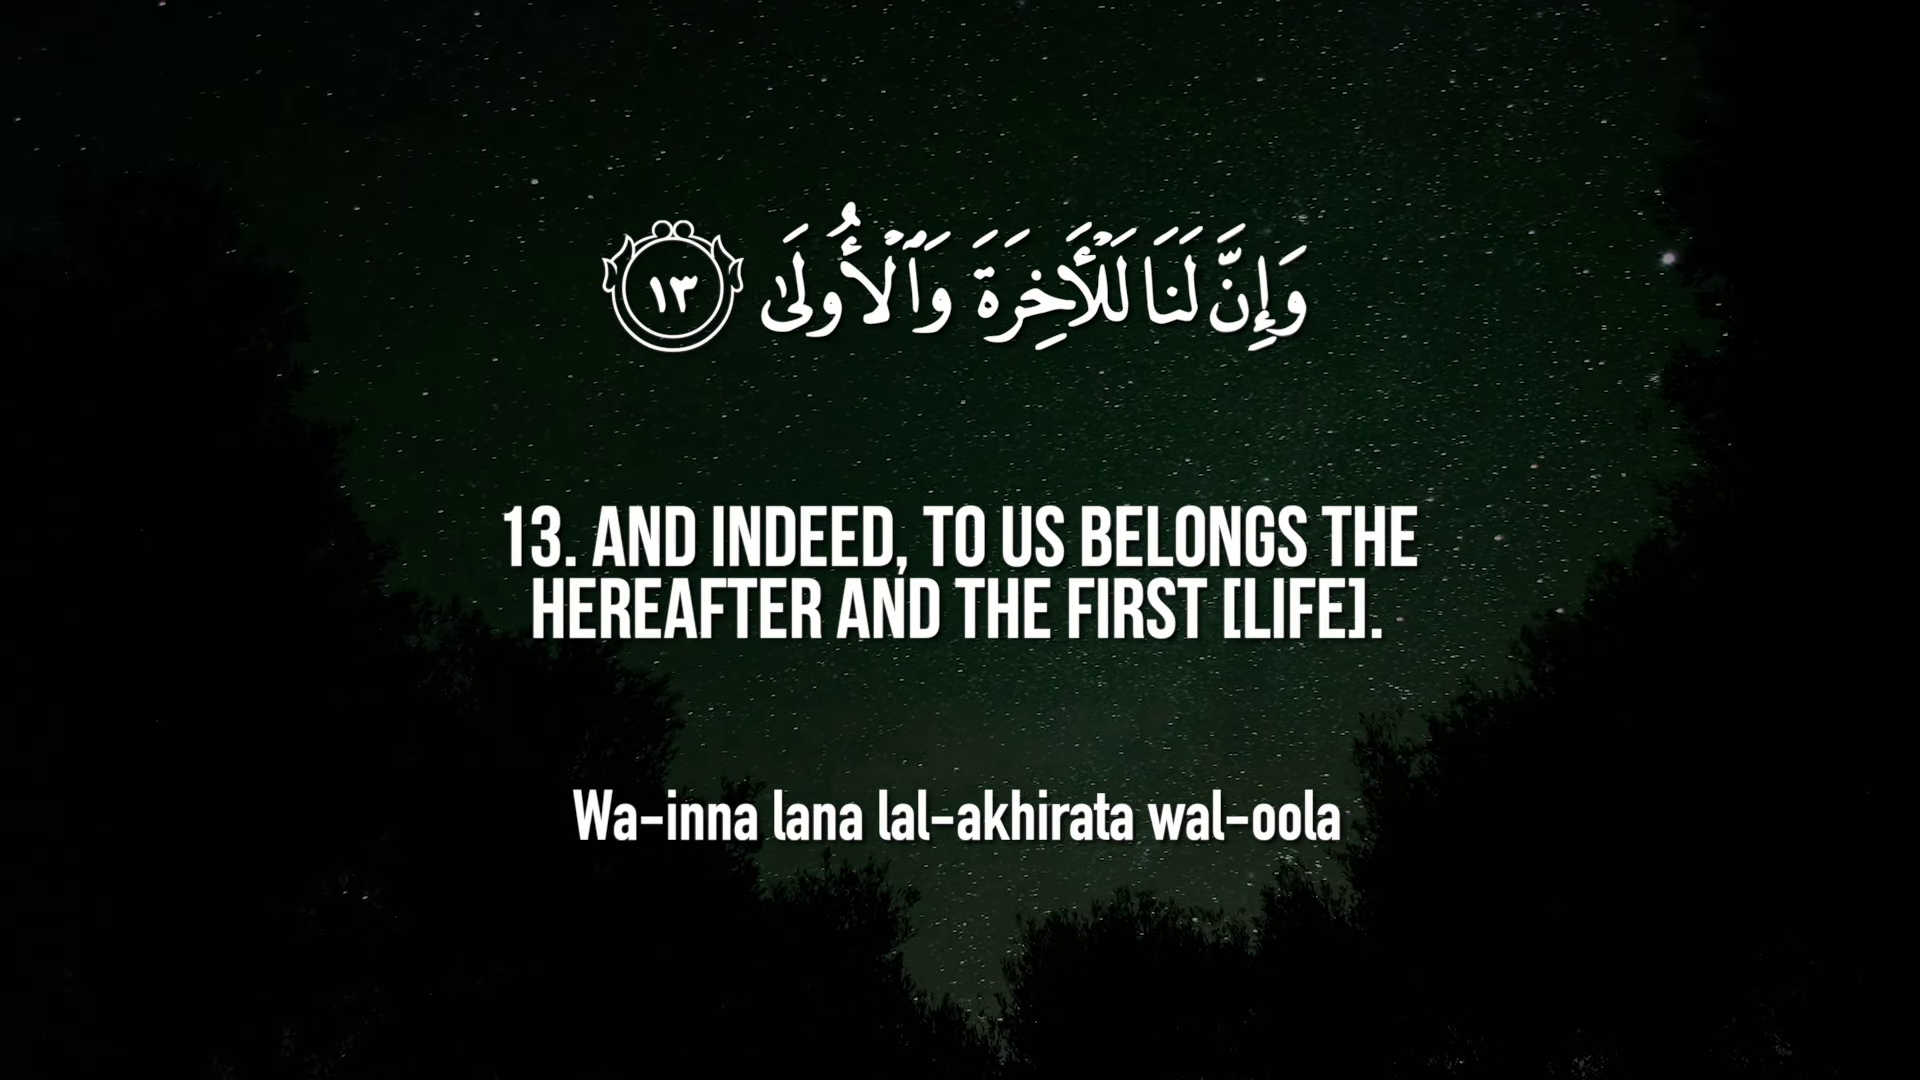 وَإِنَّ لَنَا لَلْأَخِرَةَ وَٱلْأُولَىٰ ١٣
13. AND INDEED, TO US BELONGS THE
HEREAFTER AND THE FIRST [LIFE].
Wa-inna lana lal-akhirata wal-oola